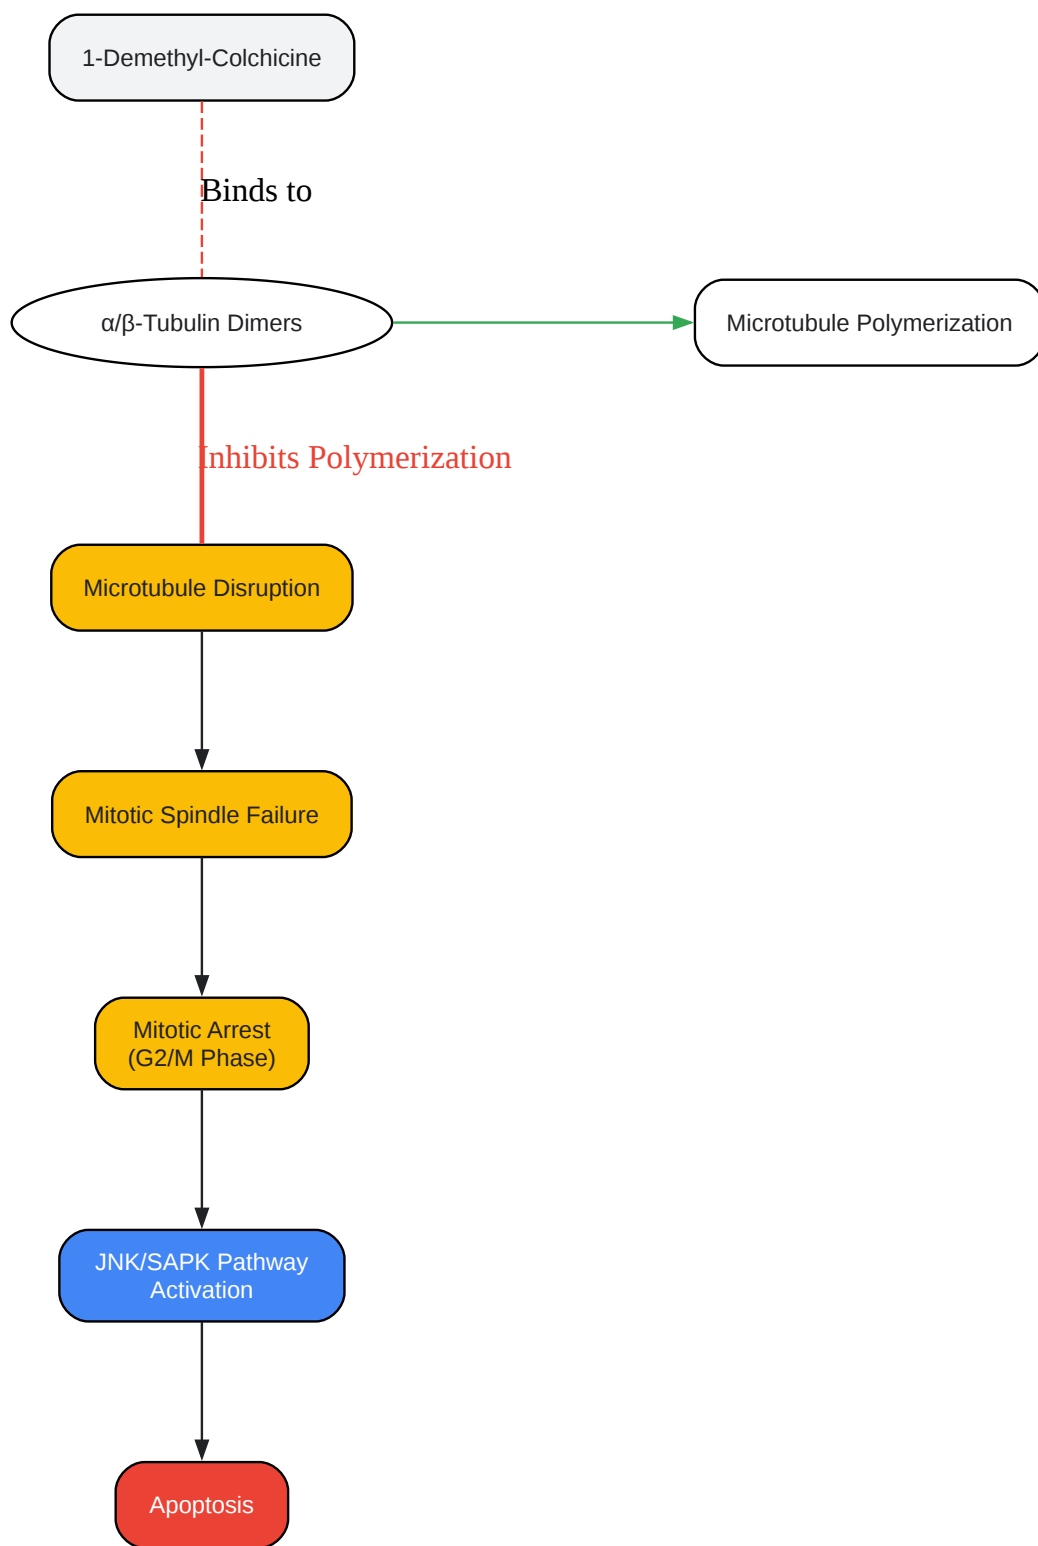 1-Demethyl-Colchicine
Binds to
α/β-Tubulin Dimers
Microtubule Polymerization
Inhibits Polymerization
Microtubule Disruption
Mitotic Spindle Failure
Mitotic Arrest
(G2/M Phase)
JNK/SAPK Pathway
Activation
Apoptosis